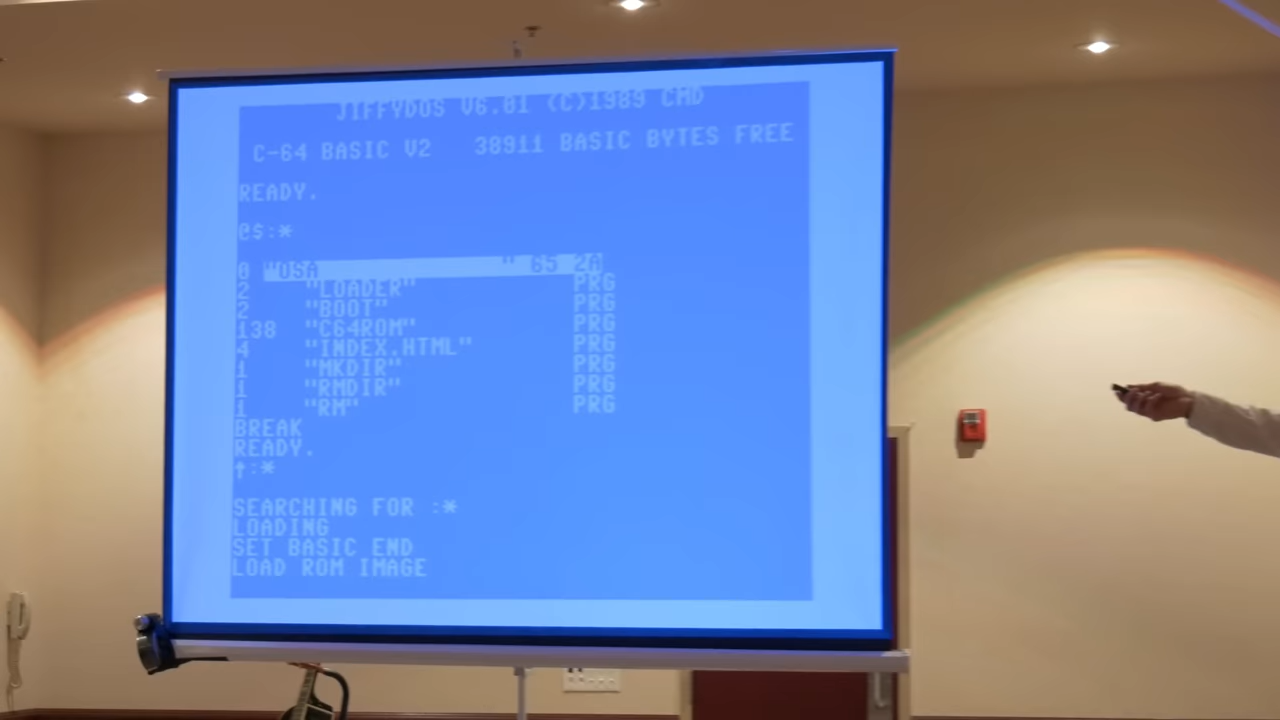 JIFFYDOS V6.01 (C)1989 CMD
C-64 BASIC V2 38911 BASIC BYTES FREE
READY.
@$:*
0 "OSA " 65 2A
2 "LOADER" PRG
2 "BOOT" PRG
138 "C64ROM" PRG
4 "INDEX.HTML" PRG
1 "MKDIR" PRG
1 "RMDIR" PRG
1 "RM" PRG
BREAK
READY.
↑:*
SEARCHING FOR :*
LOADING
SET BASIC END
LOAD ROM IMAGE